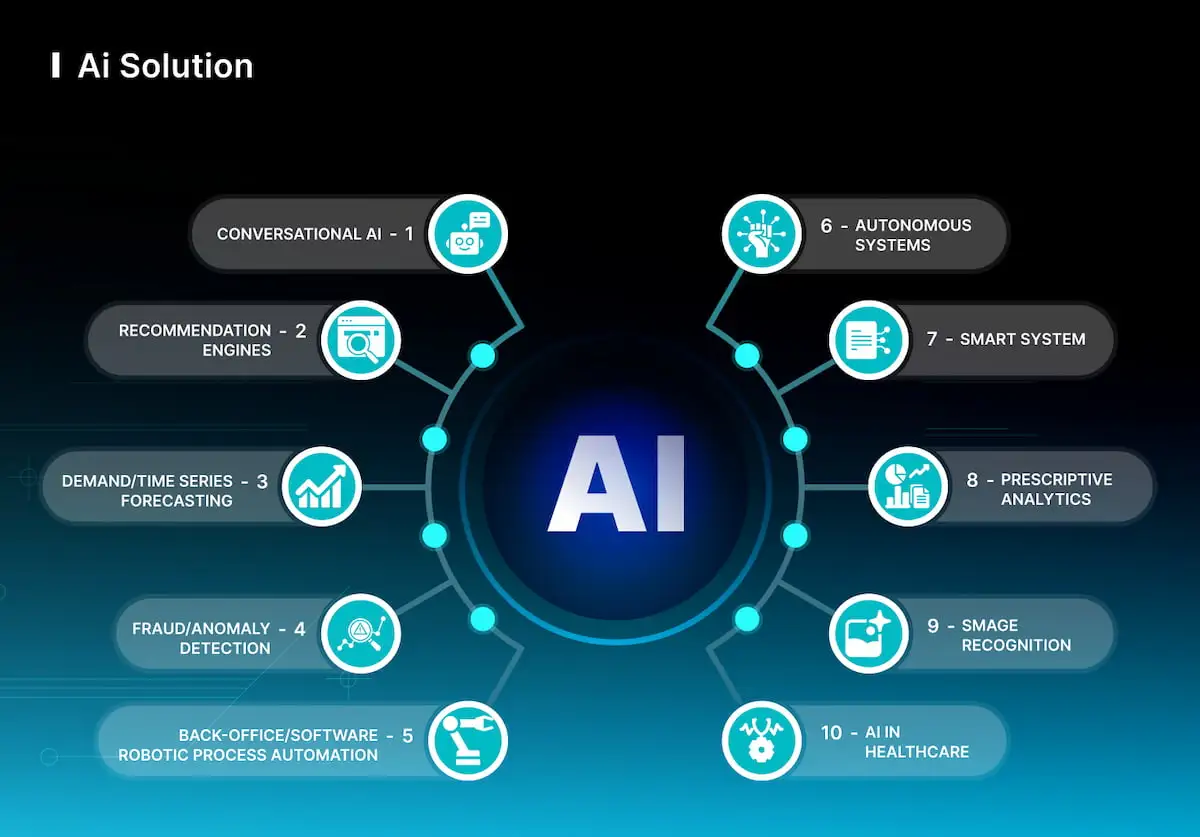 Ai Solution
CONVERSATIONAL AI - 1
RECOMMENDATION - 2
ENGINES
DEMAND/TIME SERIES - 3
FORECASTING
FRAUD/ANOMALY - 4
DETECTION
BACK-OFFICE/SOFTWARE - 5
ROBOTIC PROCESS AUTOMATION
AI
6 - AUTONOMOUS
SYSTEMS
7 - SMART SYSTEM
8 - PRESCRIPTIVE
ANALYTICS
9 - SMAGE
RECOGNITION
10 - AI IN
HEALTHCARE